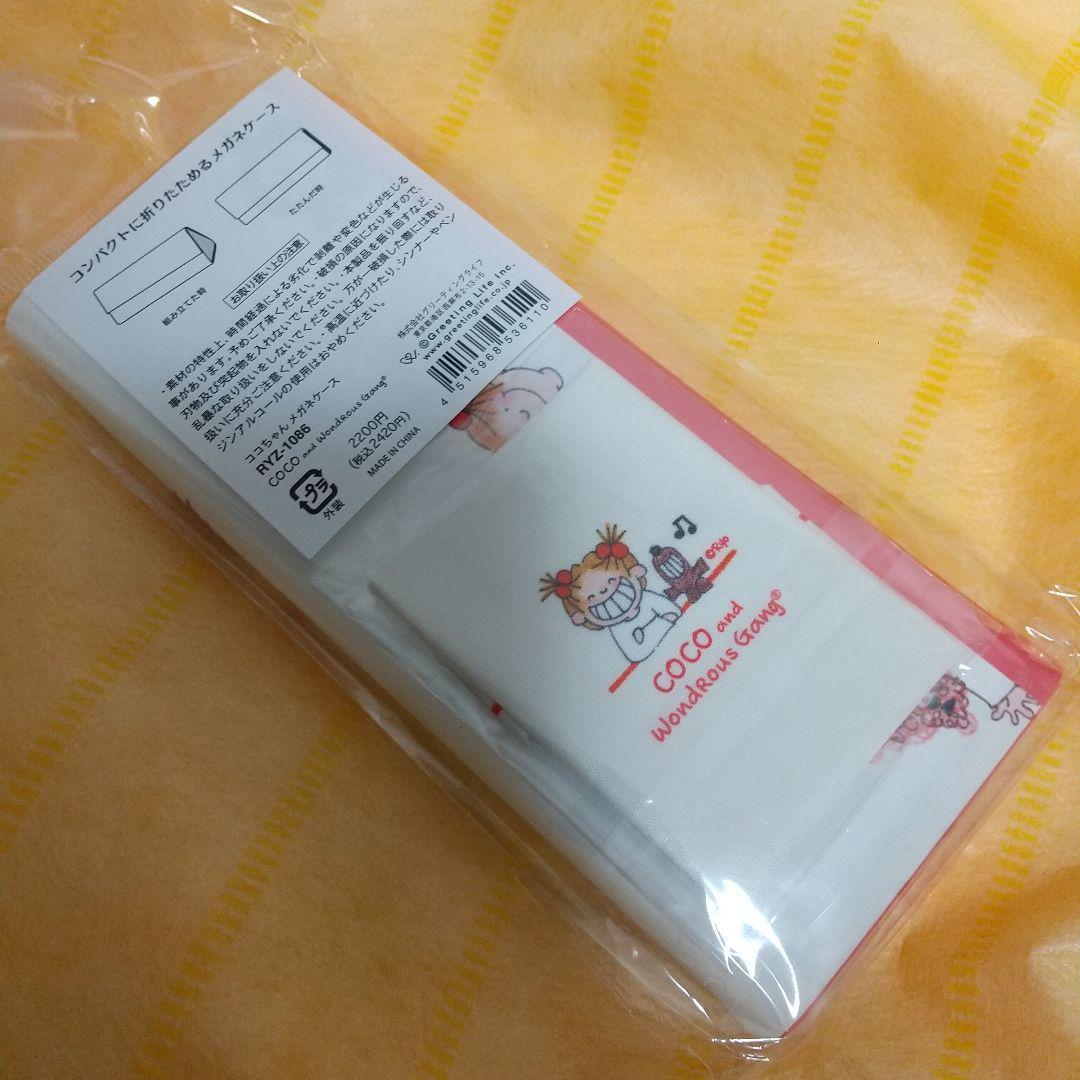 コンパクトに折りたためるメガネケース
組み立てた時
たたんだ時
お取り扱い上の注意
・素材の特性上、時間経過による劣化で剥離や変色などが生じる
事があります。予めご了承ください。・破損の原因になりますので、
刃物及び突起物を入れないでください。・本製品を振り回すなど、
乱暴な取り扱いをしないでください。万が一破損した際には取り
扱いに充分ご注意ください。・高温に近づけたり、シンナーやベン
ジンアルコールの使用はおやめください。
ココちゃん メガネケース
RYZ-1086
COCO and WondRous Gang®
2200円
(税込2420円)
MADE IN CHINA
プラ
外装
株式会社グリーティングライフ
東京都港区西麻布2-13-15
©Greeting Life Inc.
www.greetinglife.co.jp
4 515968 536110
©Rijo
COCO and
WondRous Gang®